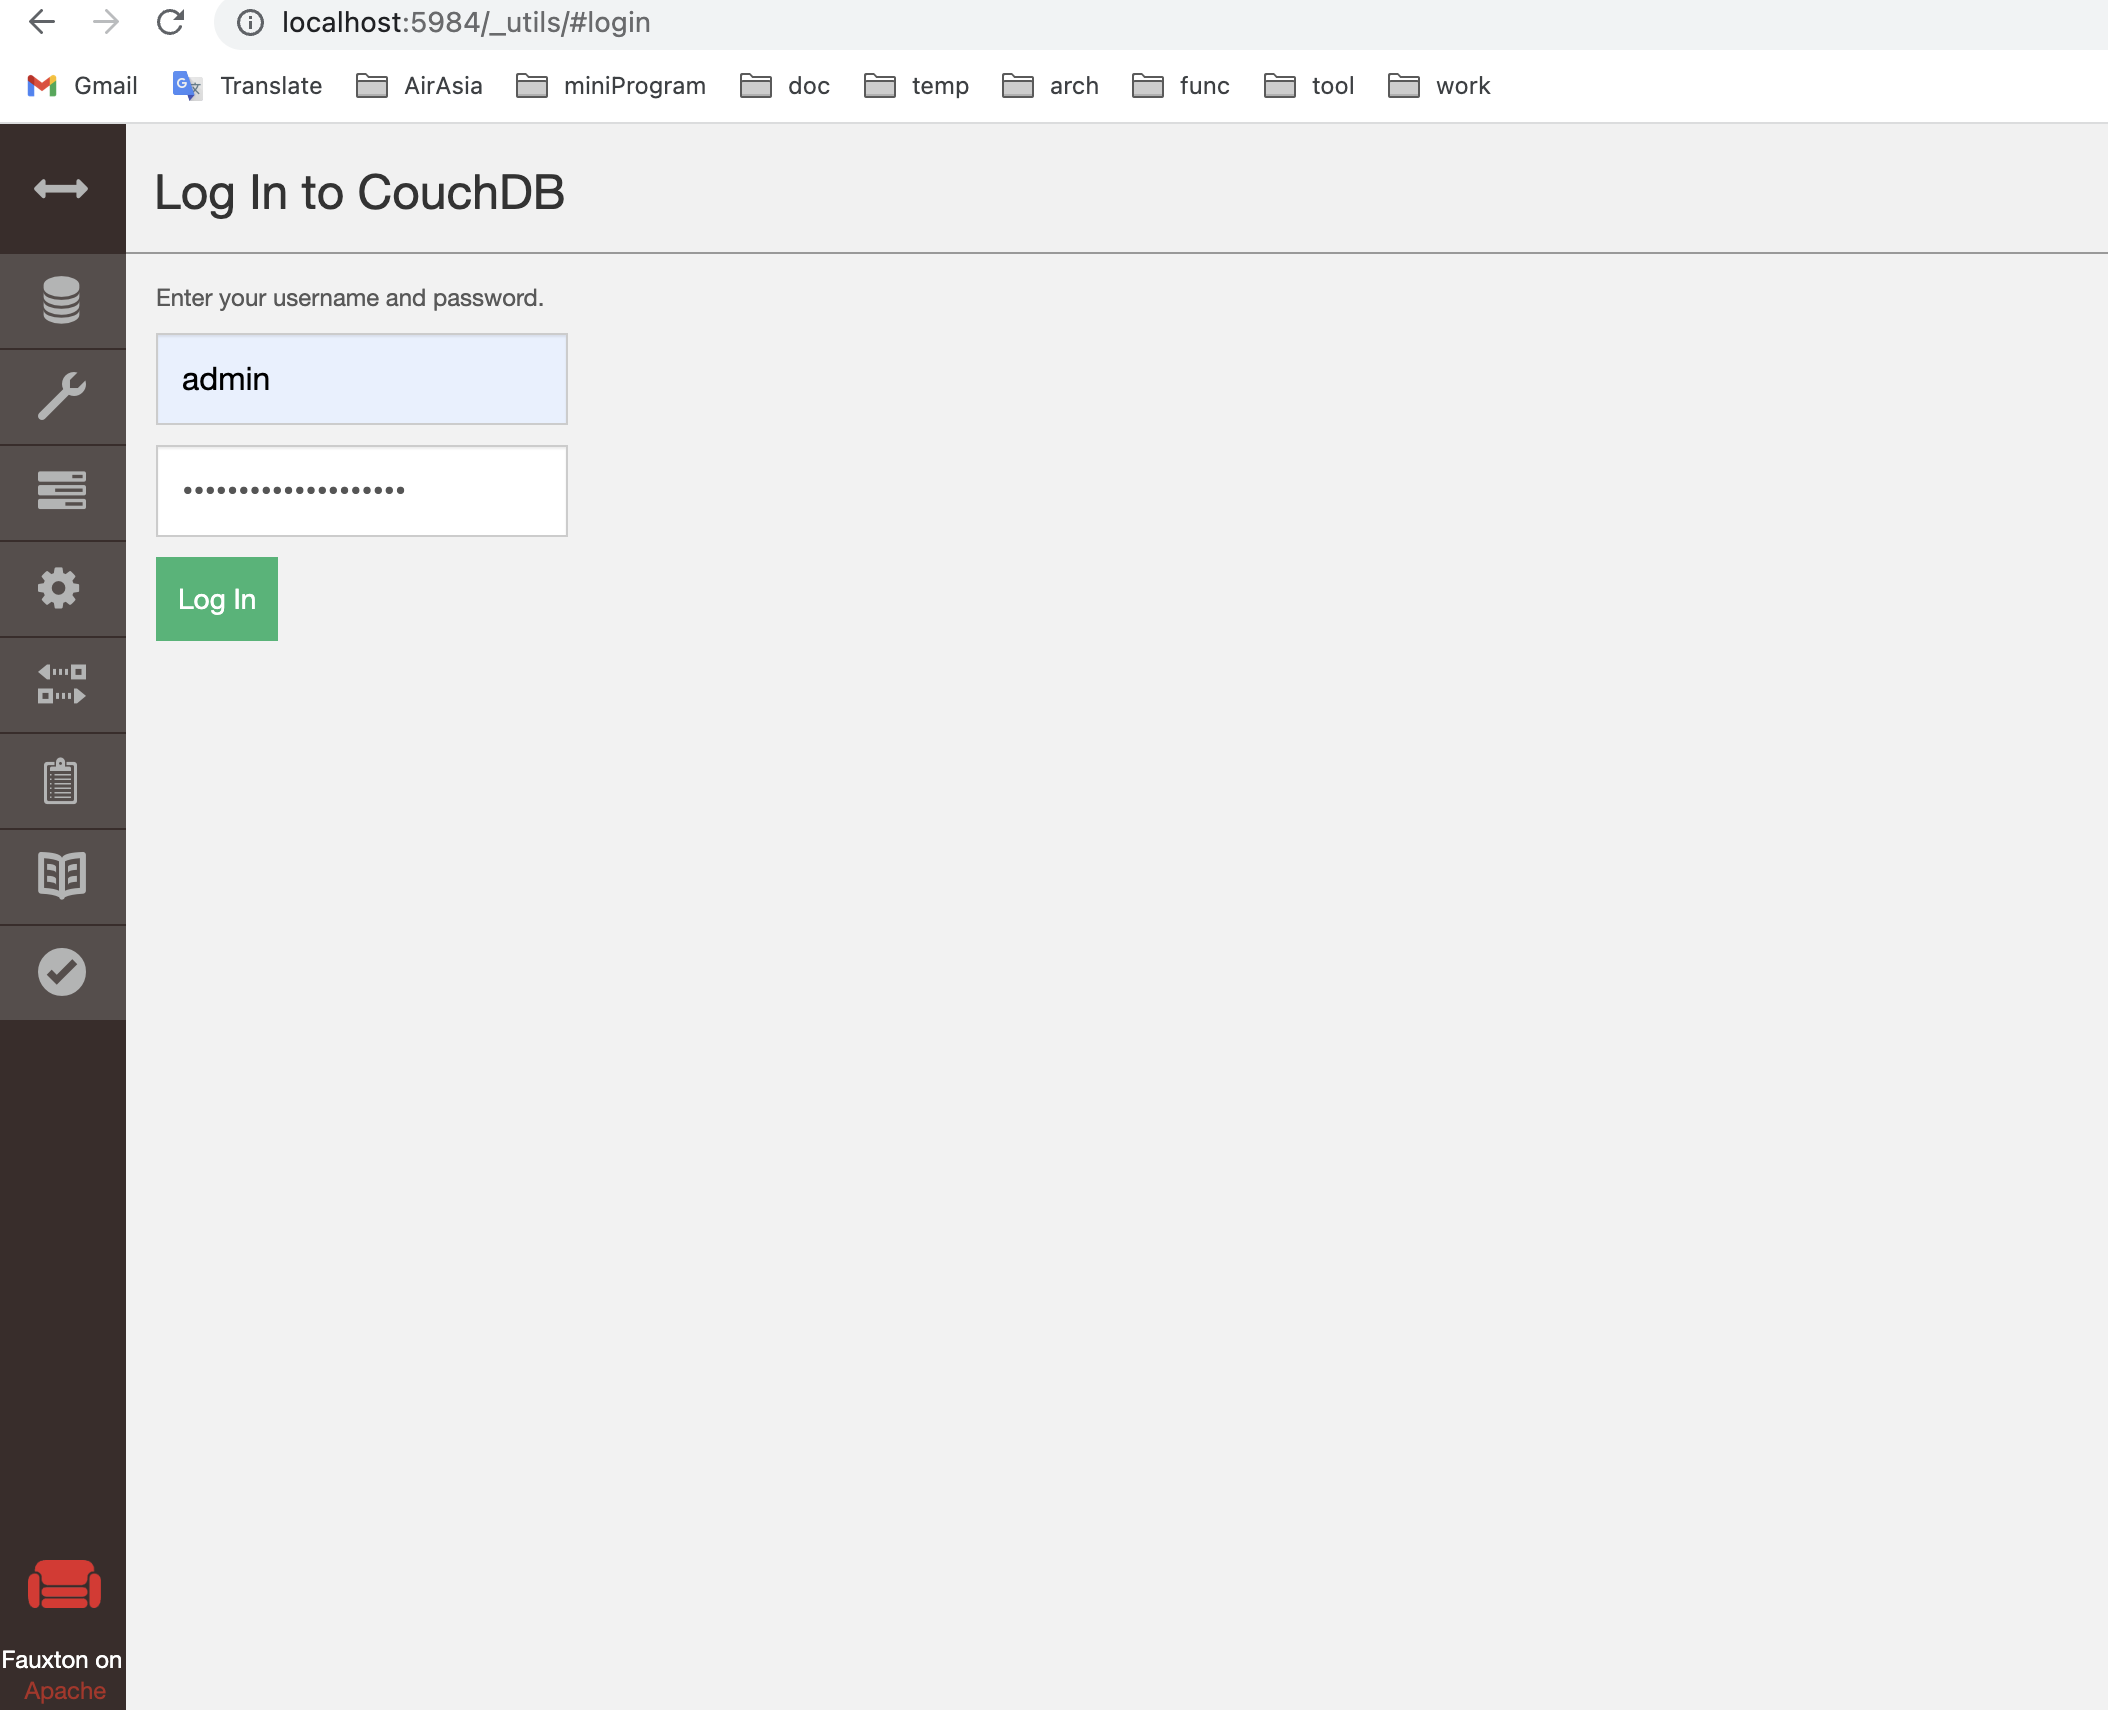 localhost:5984/_utils/#login
Gmail Translate AirAsia miniProgram doc temp arch func tool work
Log In to CouchDB
Enter your username and password.
admin
••••••••••••••••••••
Log In
Fauxton on
Apache